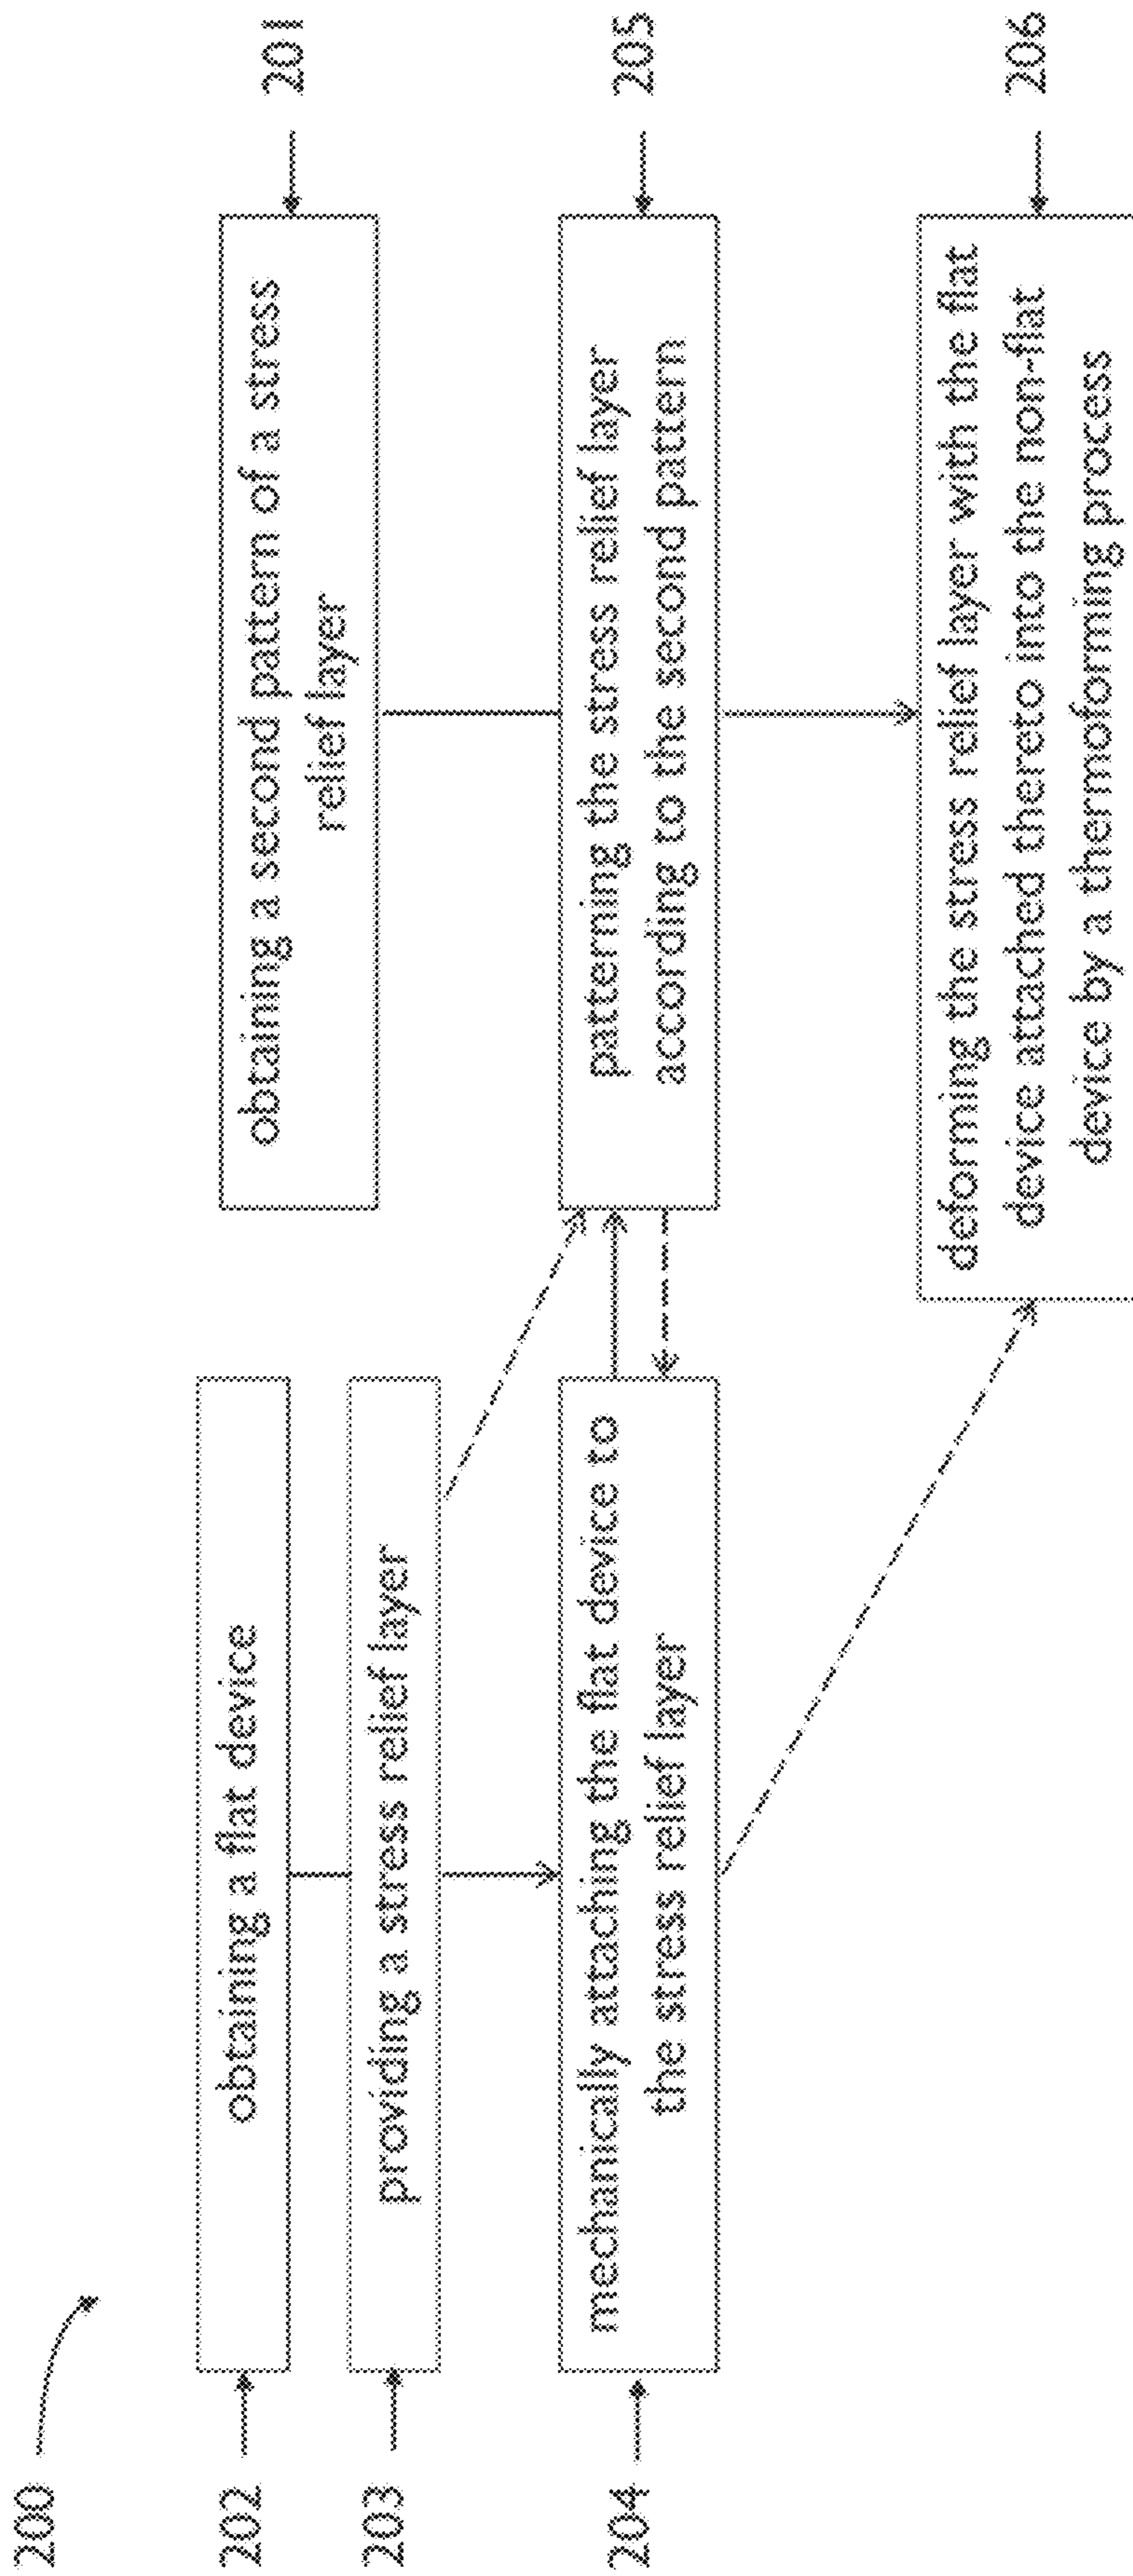 200
202
obtaining a flat device
203
providing a stress relief layer
204
mechanically attaching the flat device to
the stress relief layer
obtaining a second pattern of a stress
relief layer
201
patterning the stress relief layer
according to the second pattern
205
deforming the stress relief layer with the flat
device attached thereto into the non-flat
device by a thermoforming process
206